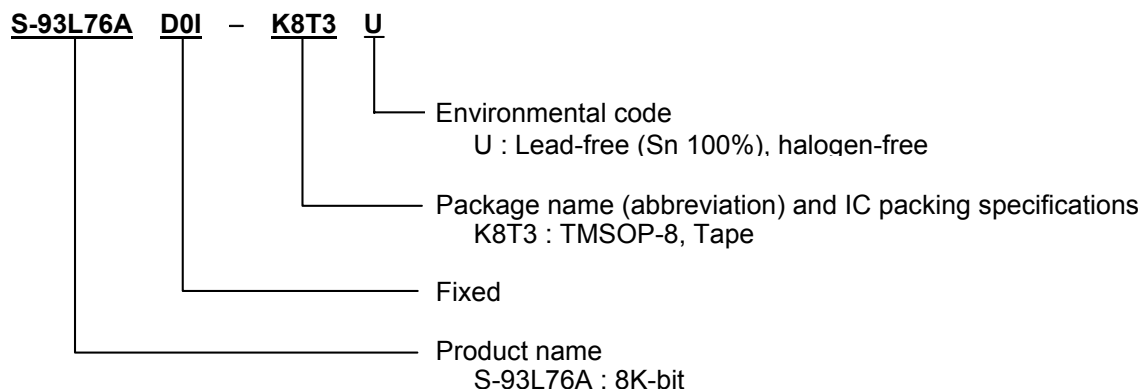 S-93L76A D0I – K8T3 U
Environmental code
U : Lead-free (Sn 100%), halogen-free
Package name (abbreviation) and IC packing specifications
K8T3 : TMSOP-8, Tape
Fixed
Product name
S-93L76A : 8K-bit